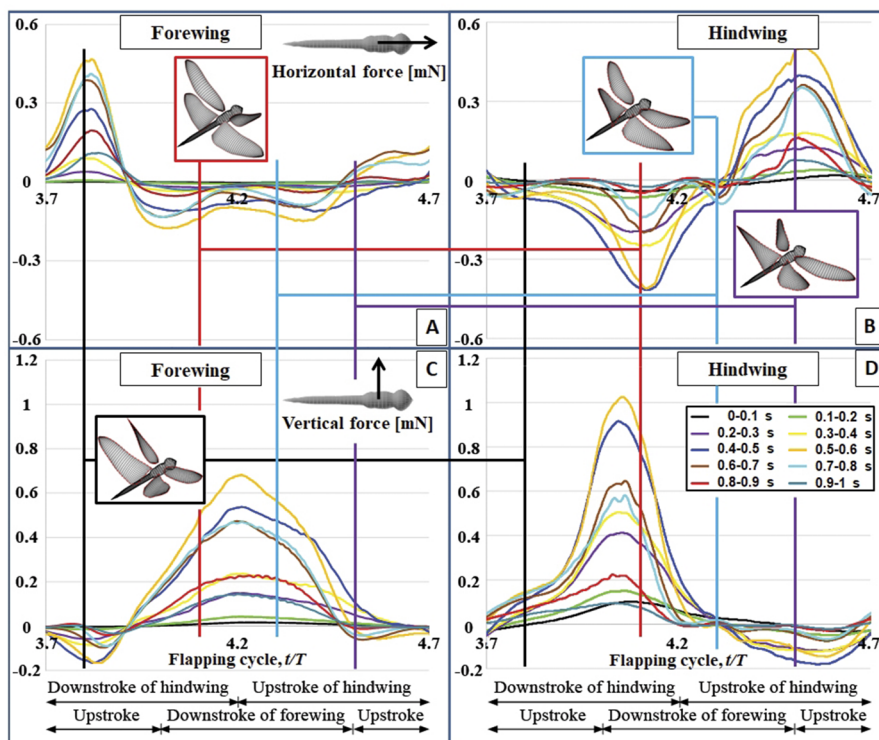 0.6
Forewing
Horizontal force [mN]
0.3
0
3.7
4.2
4.7
-0.3
-0.6
A
0.6
Hindwing
0.3
0
3.7
4.2
4.7
-0.3
-0.6
B
1.2
Forewing
C
Vertical force [mN]
1
0.8
0.6
0.4
0.2
0
3.7
4.2
4.7
-0.2
Flapping cycle, t/T
1.2
Hindwing
D
1
0-0.1 s 0.1-0.2 s
0.2-0.3 s 0.3-0.4 s
0.4-0.5 s 0.5-0.6 s
0.6-0.7 s 0.7-0.8 s
0.8-0.9 s 0.9-1 s
0.8
0.6
0.4
0.2
0
3.7
4.2
4.7
-0.2
Flapping cycle, t/T
Downstroke of hindwing Upstroke of hindwing
Upstroke Downstroke of forewing Upstroke
Downstroke of hindwing Upstroke of hindwing
Upstroke Downstroke of forewing Upstroke